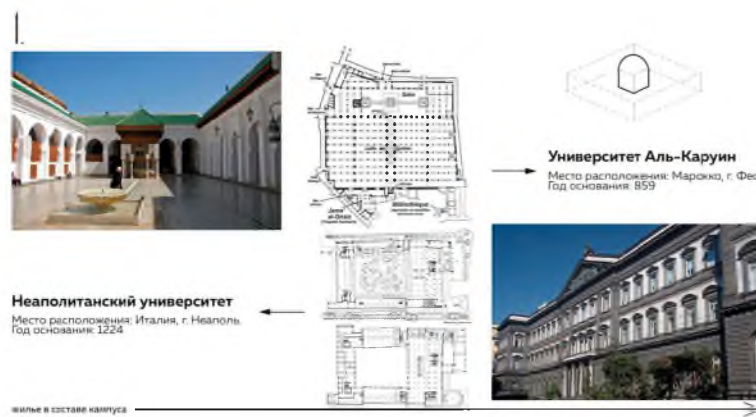 Университет Аль-Каруин
Место расположения: Марокко, г. Фес
Год основания: 859
Неаполитанский университет
Место расположения: Италия, г. Неаполь.
Год основания: 1224
жилье в составе кампуса